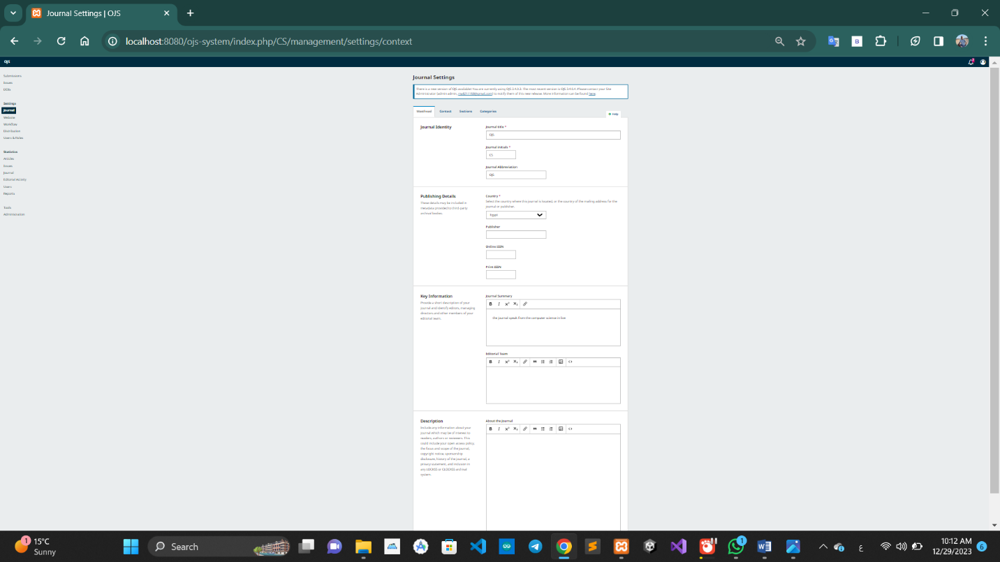 Journal Settings | OJS
localhost:8080/ojs-system/index.php/CS/management/settings/context
OJS
Submissions
Issues
DOIs
Settings
Journal
Website
Workflow
Distribution
Users & Roles
Statistics
Articles
Issues
Journal
Editorial Activity
Users
Reports
Tools
Administration
Journal Settings
There is a new version of OJS available! You are currently using OJS 3.4.0.3. The most recent version is OJS 3.4.0.4. Please contact your Site
Administrator (admin admin, to notify them of this new release. More information can be found here.
Masthead Contact Sections Categories
Help
Journal Identity
Journal title *
OJS
Journal Initials *
CS
Journal Abbreviation
OJS
Publishing Details
These details may be included in
metadata provided to third-party
archival bodies.
Country *
Select the country where this journal is located, or the country of the mailing address for the
journal or publisher.
Egypt
Publisher
Online ISSN
Print ISSN
Key Information
Provide a short description of your
journal and identify editors, managing
directors and other members of your
editorial team.
Journal Summary
the journal speak from the computer science in live
Editorial Team
Description
Include any information about your
journal which may be of interest to
readers, authors or reviewers. This
could include your open access policy,
the focus and scope of the journal,
copyright notice, sponsorship
disclosure, history of the journal, a
privacy statement, and inclusion in
any LOCKSS or CLOCKSS archival
system.
About the Journal
1
15°C
Sunny
Search
1
ع
10:12 AM
12/29/2023
6